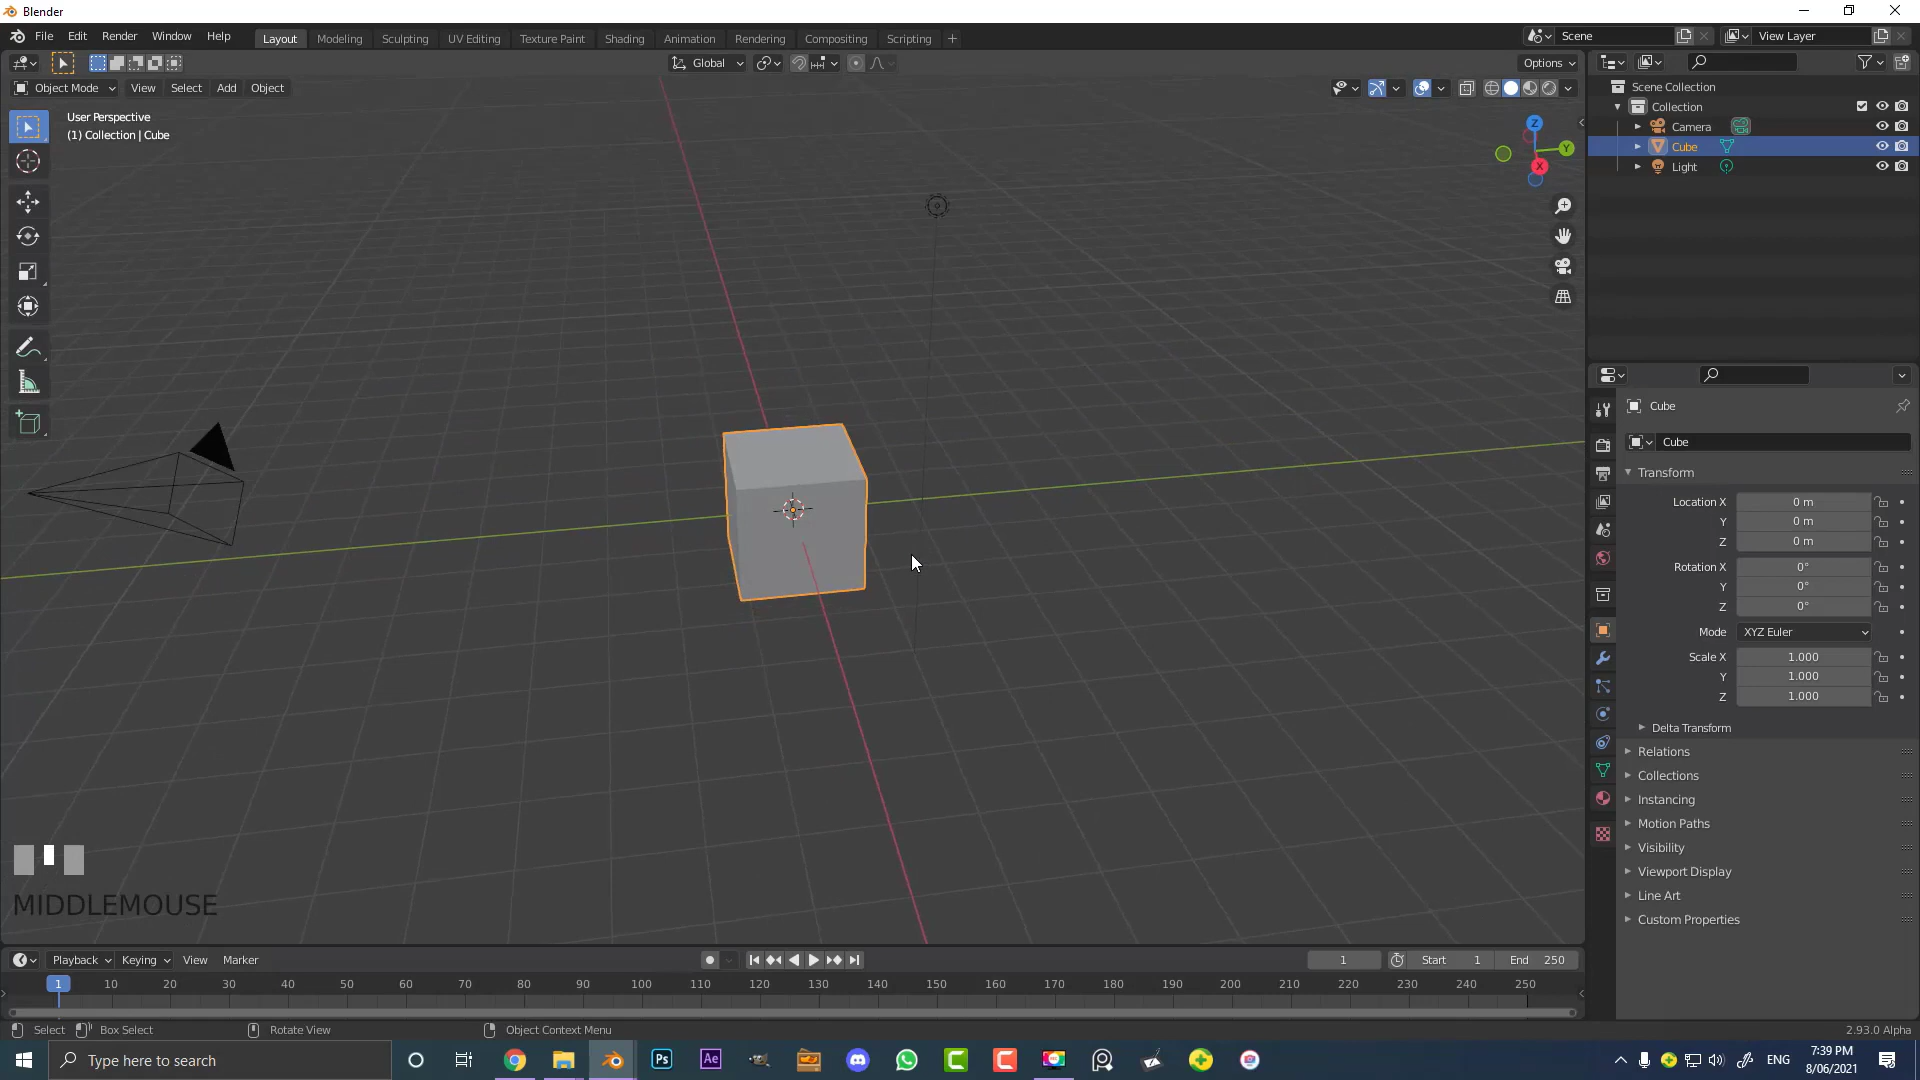 Blender
File Edit Render Window Help
Layout Modeling Sculpting UV Editing Texture Paint Shading Animation Rendering Compositing Scripting +
Scene View Layer
Global Options
Object Mode View Select Add Object
User Perspective
(1) Collection | Cube
Z
Y
X
Scene Collection
Collection
Camera
Cube
Light
Cube
Cube
Transform
Location X 0 m
Y 0 m
Z 0 m
Rotation X 0°
Y 0°
Z 0°
Mode XYZ Euler
Scale X 1.000
Y 1.000
Z 1.000
Delta Transform
Relations
Collections
Instancing
Motion Paths
Visibility
Viewport Display
Line Art
Custom Properties
MIDDLEMOUSE
Playback Keying View Marker 1 Start 1 End 250
1 10 20 30 40 50 60 70 80 90 100 110 120 130 140 150 160 170 180 190 200 210 220 230 240 250
Select Box Select Rotate View Object Context Menu 2.93.0 Alpha
Type here to search Ps Ae ENG 7:39 PM
8/06/2021